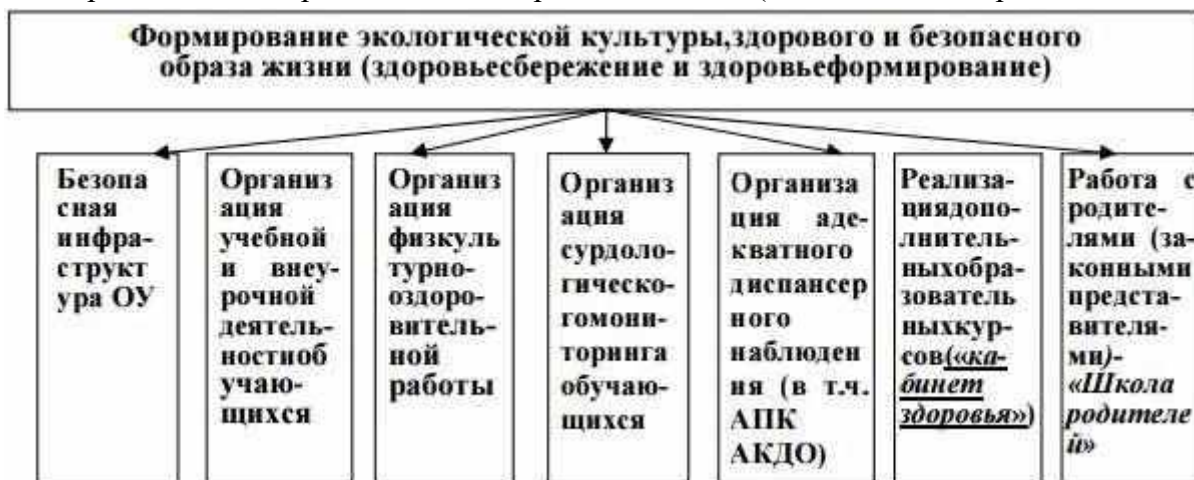 Формирование экологической культуры,здорового и безопасного
образа жизни (здоровьесбережение и здоровьеформирование)
Безопа
сная
инфра-
структ
ура ОУ
Организ
ация
учебной
и внеу-
рочной
деятель-
ностиоб
учаю-
щихся
Организ
ация
физкуль
турно-
оздоро-
витель-
ной
работы
Организ
ация
сурдоло-
гическо-
гомони-
торинга
обучаю-
щихся
Организа
ция аде-
кватного
диспансер
ного
наблюден
ия (в т.ч.
АПК
АКДО)
Реализа-
циядопо-
лнитель-
ныхобра-
зователь
ныхкур-
сов(«ка-
бинет
здоровья»)
Работа с
родите-
лями (за-
конными
предста-
вителя-
ми)-
«Школа
родителе
й»